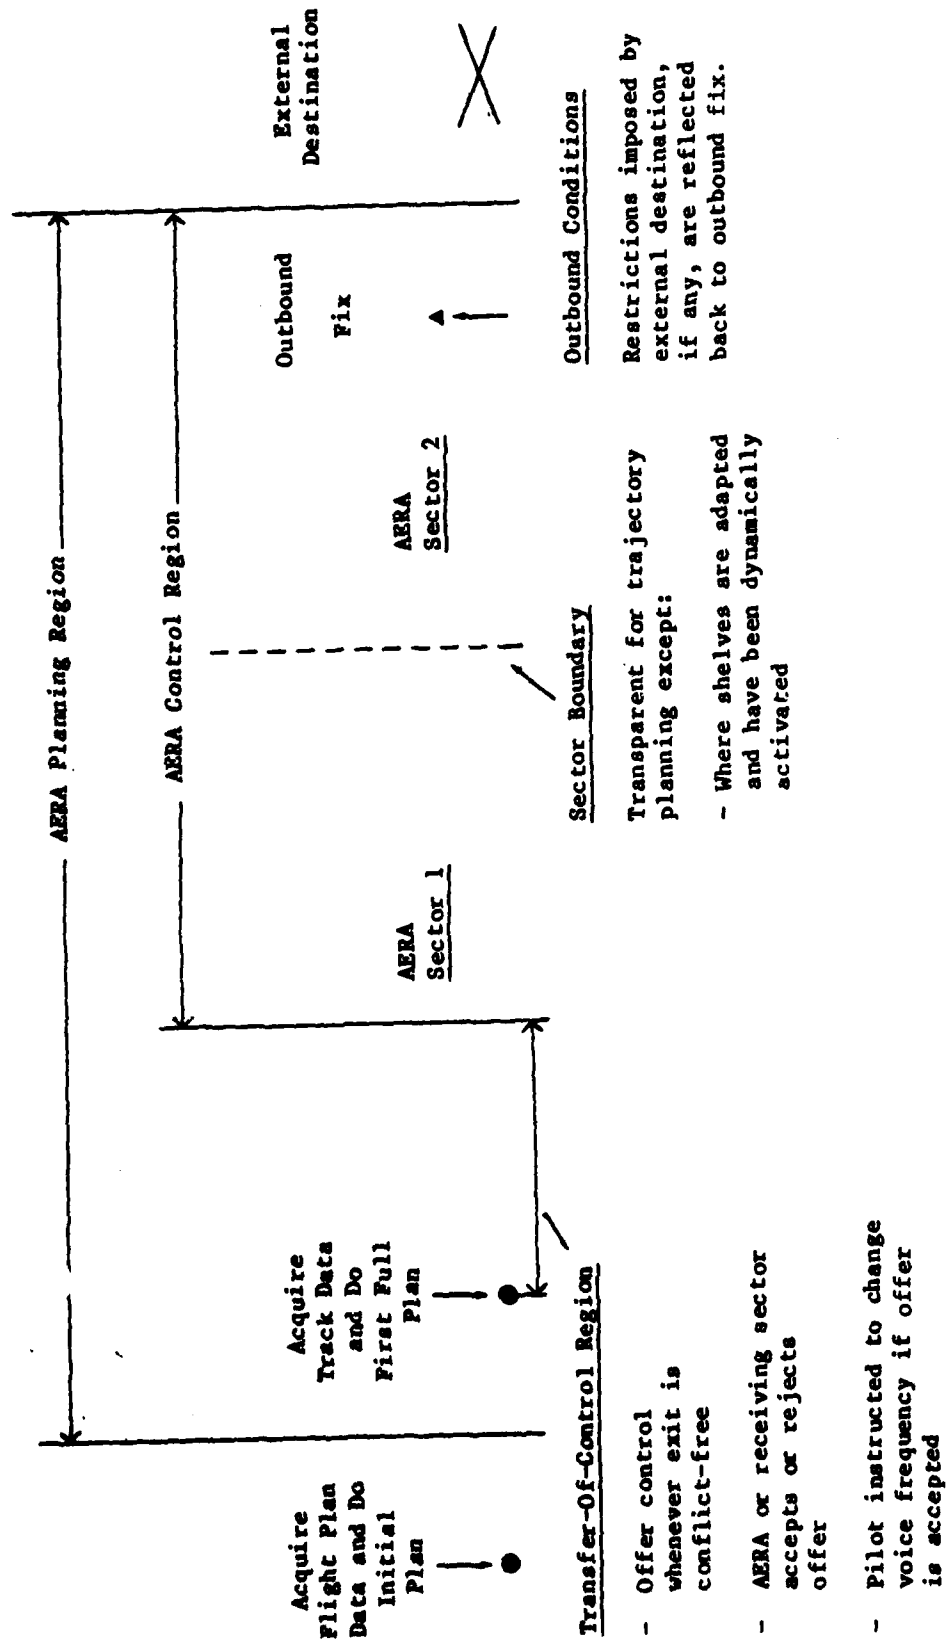 AERA Planning Region
AERA Control Region
Acquire
Flight Plan
Data and Do
Initial
Plan
Acquire
Track Data
and Do
First Full
Plan
AERA
Sector 1
AERA
Sector 2
Outbound
Fix
External
Destination
Transfer-Of-Control Region
- Offer control
whenever exit is
conflict-free
- AERA or receiving sector
accepts or rejects
offer
- Pilot instructed to change
voice frequency if offer
is accepted
Sector Boundary
Transparent for trajectory
planning except:
- Where shelves are adapted
and have been dynamically
activated
Outbound Conditions
Restrictions imposed by
external destination,
if any, are reflected
back to outbound fix.